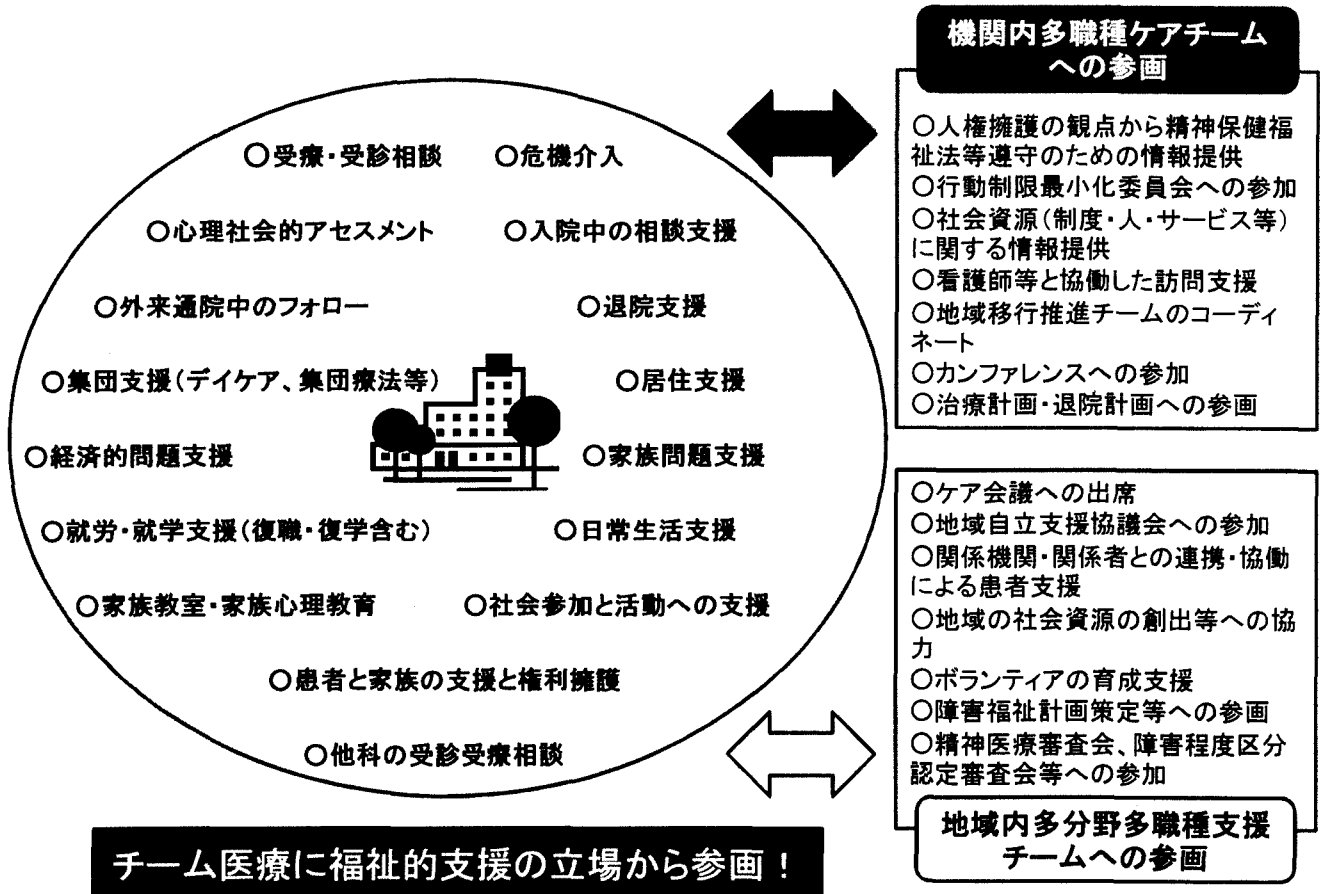 ○受療・受診相談　○危機介入
○心理社会的アセスメント　○入院中の相談支援
○外来通院中のフォロー　○退院支援
○集団支援(デイケア、集団療法等)　○居住支援
○経済的問題支援　○家族問題支援
○就労・就学支援(復職・復学含む)　○日常生活支援
○家族教室・家族心理教育　○社会参加と活動への支援
○患者と家族の支援と権利擁護
○他科の受診受療相談
チーム医療に福祉的支援の立場から参画！
機関内多職種ケアチーム
への参画
○人権擁護の観点から精神保健福
祉法等遵守のための情報提供
○行動制限最小化委員会への参加
○社会資源(制度・人・サービス等)
に関する情報提供
○看護師等と協働した訪問支援
○地域移行推進チームのコーディ
ネート
○カンファレンスへの参加
○治療計画・退院計画への参画
○ケア会議への出席
○地域自立支援協議会への参加
○関係機関・関係者との連携・協働
による患者支援
○地域の社会資源の創出等への協
力
○ボランティアの育成支援
○障害福祉計画策定等への参画
○精神医療審査会、障害程度区分
認定審査会等への参加
地域内多分野多職種支援
チームへの参画